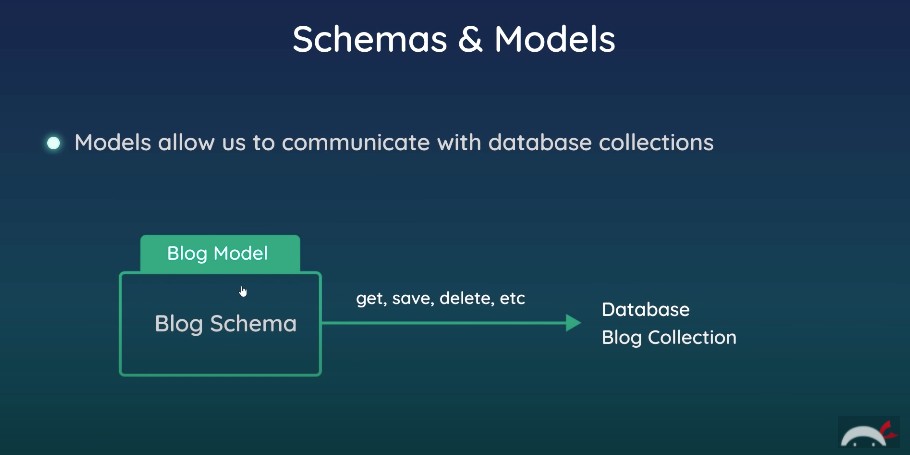 Schemas & Models
Models allow us to communicate with database collections
Blog Model
Blog Schema
get, save, delete, etc
Database
Blog Collection